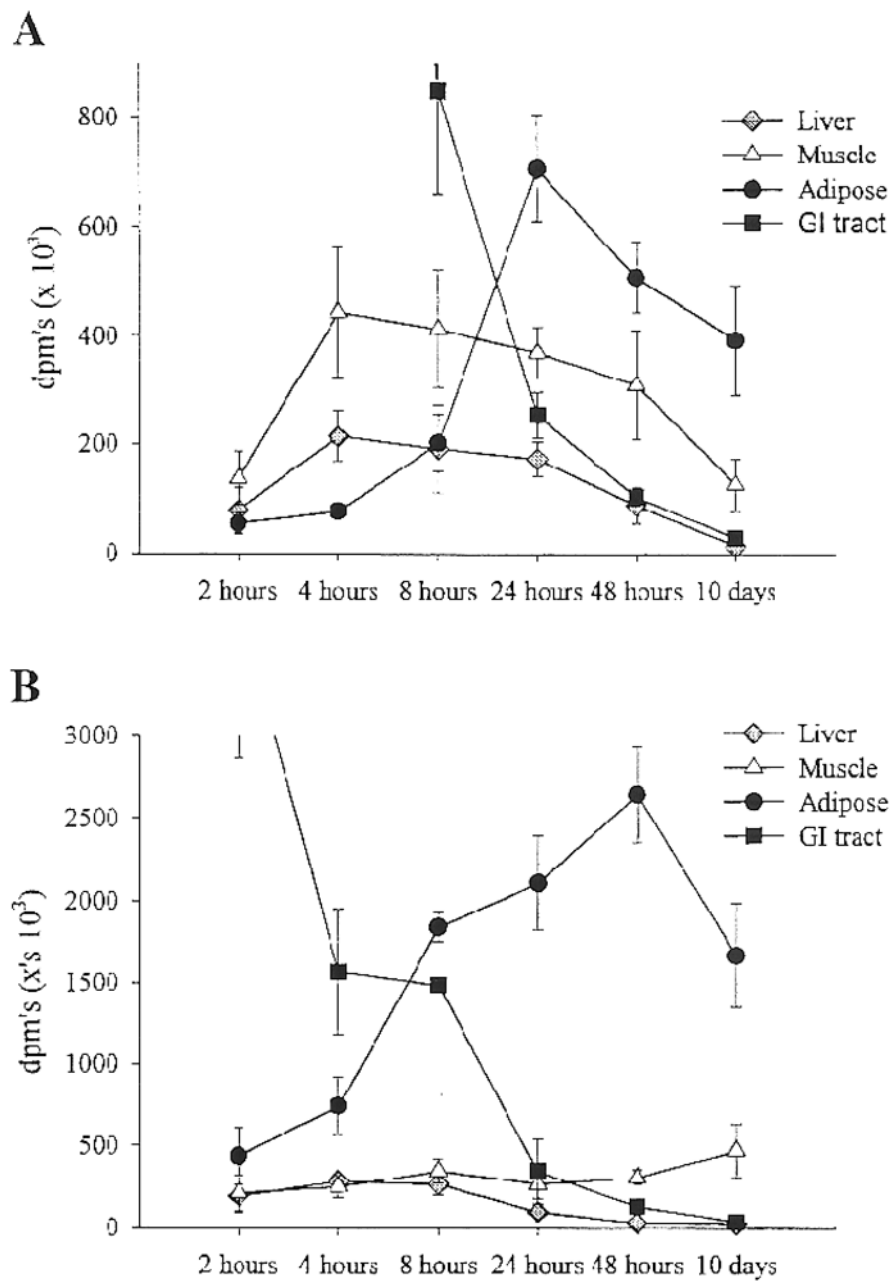 A
800
600
400
200
0
dpm's (x 10³)
Liver
Muscle
Adipose
GI tract
2 hours 4 hours 8 hours 24 hours 48 hours 10 days
B
3000
2500
2000
1500
1000
500
0
dpm's (x's 10³)
Liver
Muscle
Adipose
GI tract
2 hours 4 hours 8 hours 24 hours 48 hours 10 days